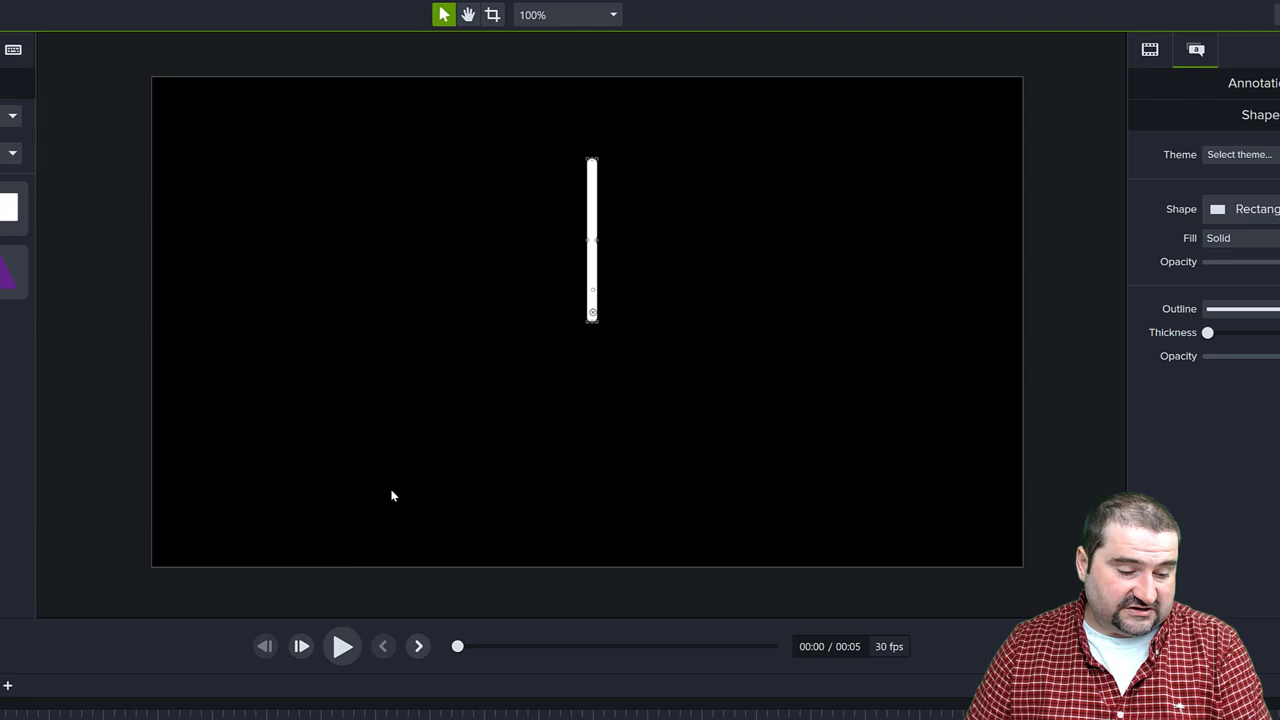 100%
Annotati
Shape
Theme Select theme...
Shape Rectang
Fill Solid
Opacity
Outline
Thickness
Opacity
00:00 / 00:05 30 fps